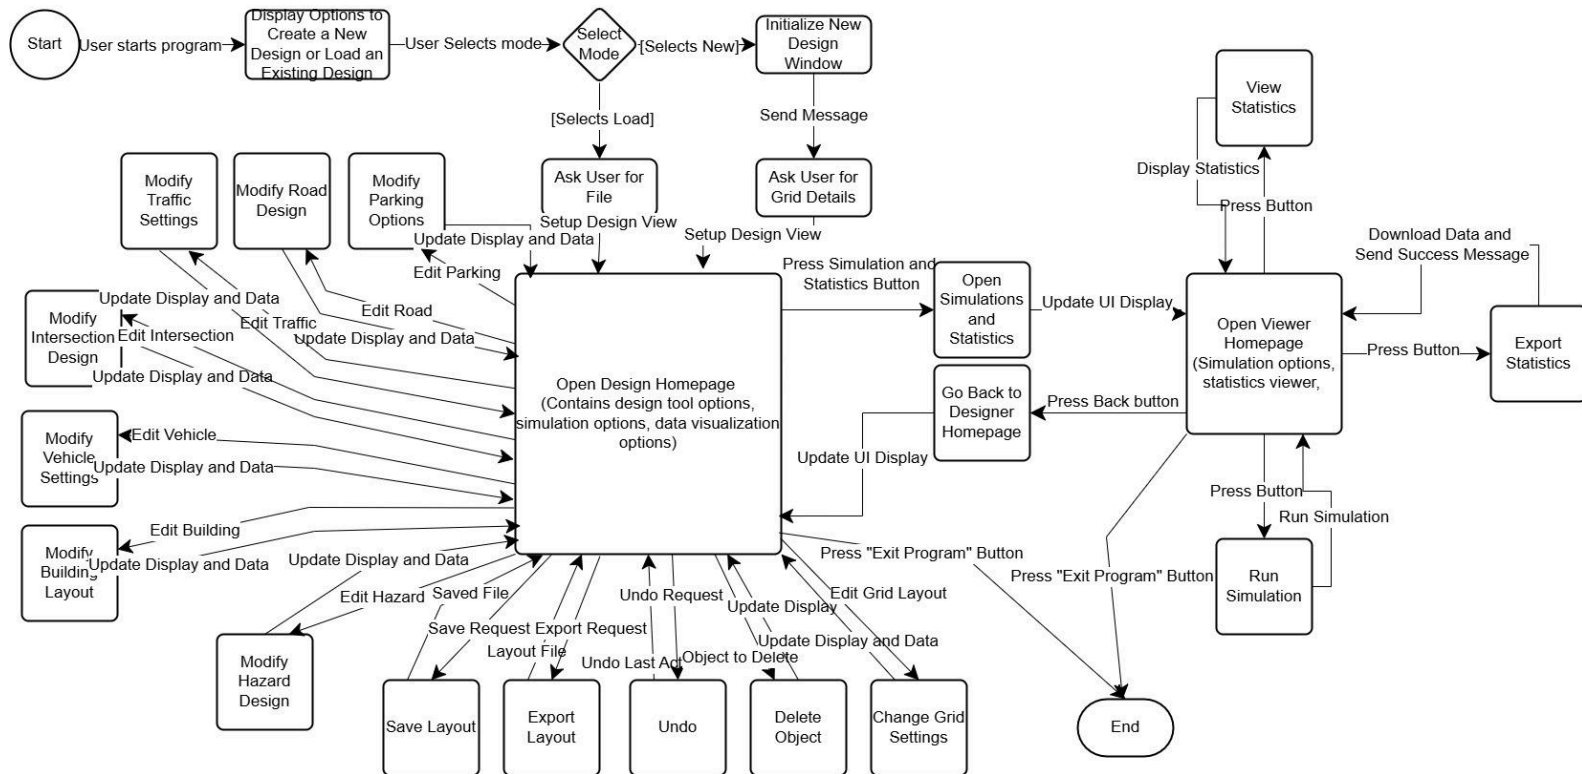 Start
User starts program
Display Options to
Create a New
Design or Load an
Existing Design
User Selects mode
Select
Mode
[Selects New]
Initialize New
Design
Window
[Selects Load]
Send Message
Ask User for
File
Ask User for
Grid Details
Setup Design View
Setup Design View
Modify
Traffic
Settings
Modify Road
Design
Modify
Parking
Options
Update Display and Data
Edit Parking
Update Display and Data
Edit Road
Edit Traffic
Update Display and Data
Modify
Intersection
Design
Edit Intersection
Update Display and Data
Modify
Vehicle
Settings
Edit Vehicle
Update Display and Data
Modify
Building
Layout
Edit Building
Update Display and Data
Modify
Hazard
Design
Update Display and Data
Edit Hazard
Open Design Homepage
(Contains design tool options,
simulation options, data visualization
options)
Saved File
Save Request
Save Layout
Export Request
Layout File
Export
Layout
Undo Request
Undo Last Act
Undo
Update Display
Object to Delete
Delete
Object
Edit Grid Layout
Update Display and Data
Change Grid
Settings
Press Simulation and
Statistics Button
Open
Simulations
and
Statistics
Update UI Display
Go Back to
Designer
Homepage
Press Back button
Update UI Display
Open Viewer
Homepage
(Simulation options,
statistics viewer,
View
Statistics
Display Statistics
Press Button
Download Data and
Send Success Message
Press Button
Export
Statistics
Press Button
Run Simulation
Run
Simulation
Press "Exit Program" Button
Press "Exit Program" Button
End